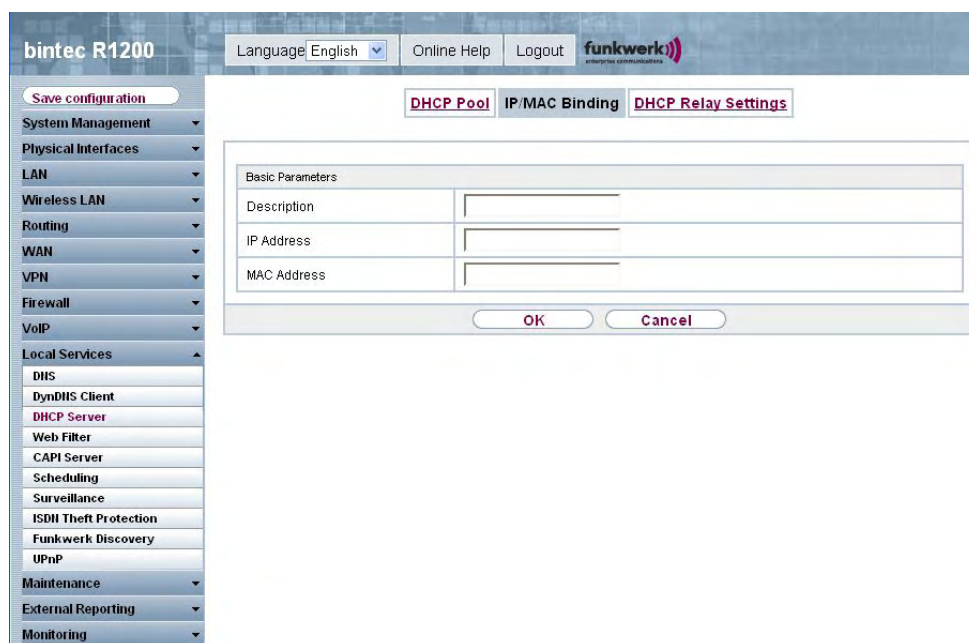 bintec R1200
Language English
Online Help
Logout
funkwerk
enterprise communications
Save configuration
System Management
Physical Interfaces
LAN
Wireless LAN
Routing
WAN
VPN
Firewall
VoIP
Local Services
DNS
DynDNS Client
DHCP Server
Web Filter
CAPI Server
Scheduling
Surveillance
ISDN Theft Protection
Funkwerk Discovery
UPnP
Maintenance
External Reporting
Monitoring
DHCP Pool
IP/MAC Binding
DHCP Relay Settings
Basic Parameters
Description
IP Address
MAC Address
OK
Cancel